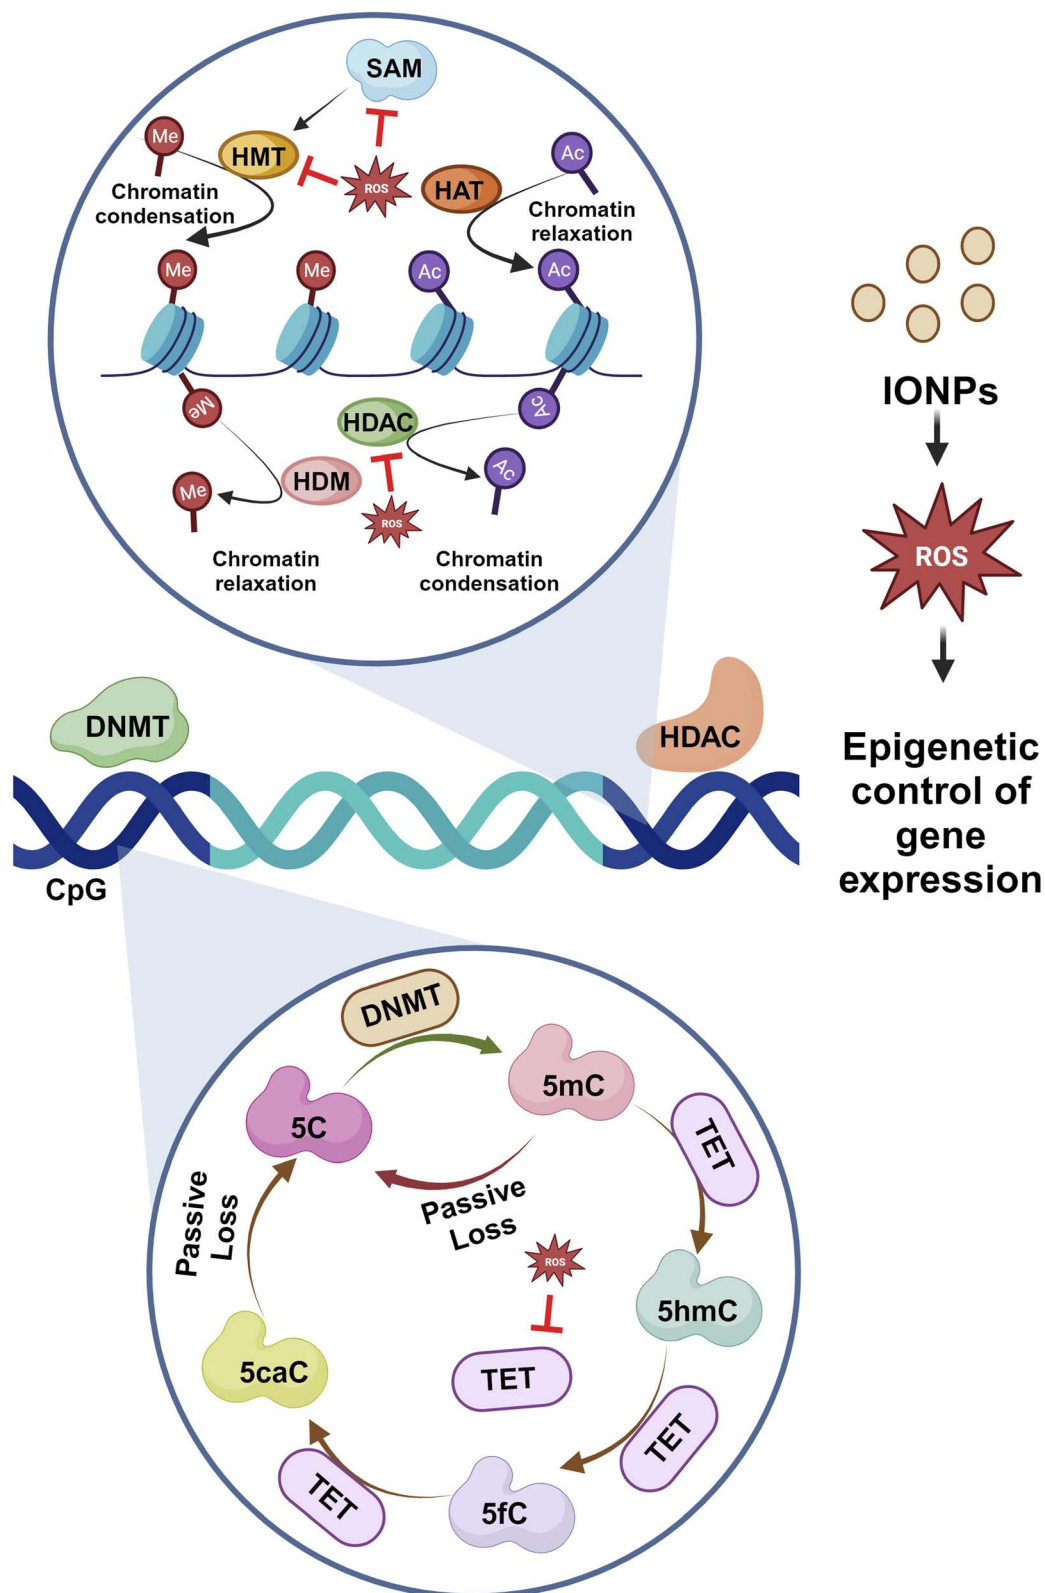 SAM
Me
HMT
ROS
HAT
Ac
Chromatin
condensation
Chromatin
relaxation
Me
Me
Ac
Ac
Me
HDAC
Ac
Me
HDM
Ac
ROS
Chromatin
relaxation
Chromatin
condensation
IONPs
ROS
Epigenetic
control of
gene
expression
DNMT
HDAC
CpG
DNMT
5C
5mC
TET
Passive
Loss
Passive
Loss
ROS
5hmC
TET
5caC
TET
TET
5fC